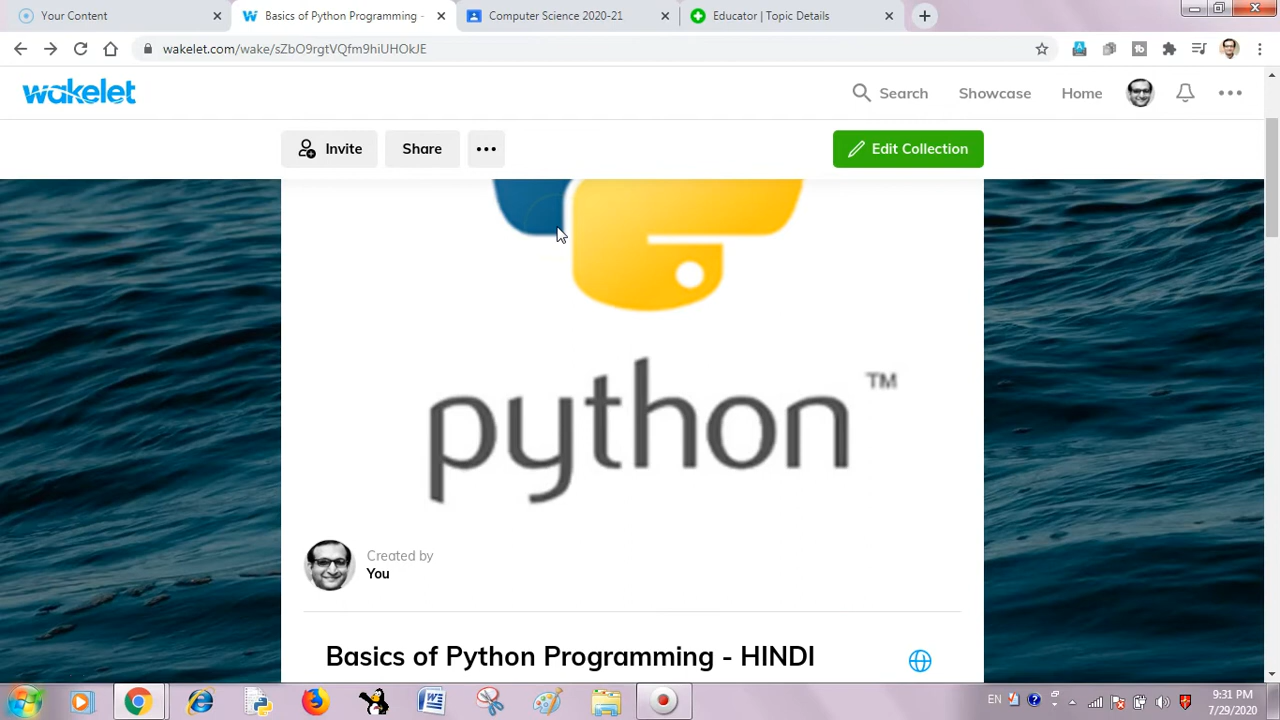 Your Content
Basics of Python Programming -
Computer Science 2020-21
Educator | Topic Details
wakelet.com/wake/sZbO9rgtVQfm9hiUHOkJE
wakelet
Search
Showcase
Home
Invite
Share
Edit Collection
python
TM
Created by
You
Basics of Python Programming - HINDI
EN
9:31 PM
7/29/2020